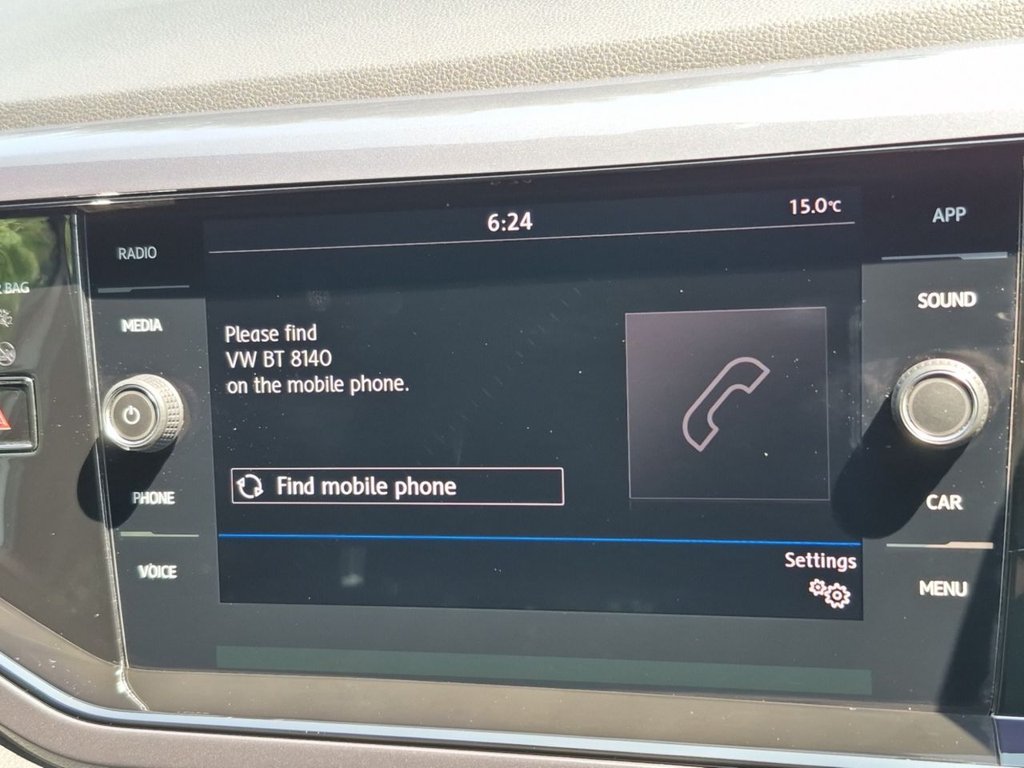 6:24
15.0°C
RADIO
MEDIA
PHONE
VOICE
Please find
VW BT 8140
on the mobile phone.
Find mobile phone
Settings
APP
SOUND
CAR
MENU
BAG